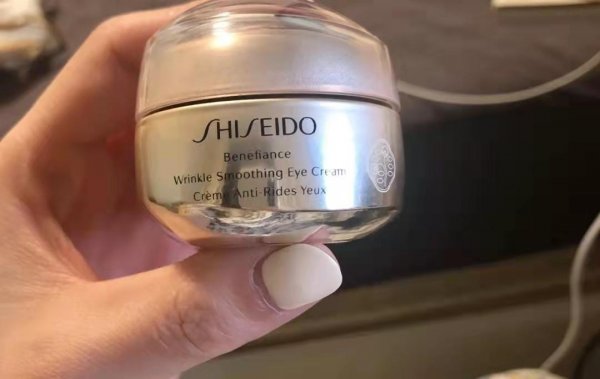 SHISEIDO
Benefiance
Wrinkle Smoothing Eye Cream
Crème Anti-Rides Yeux